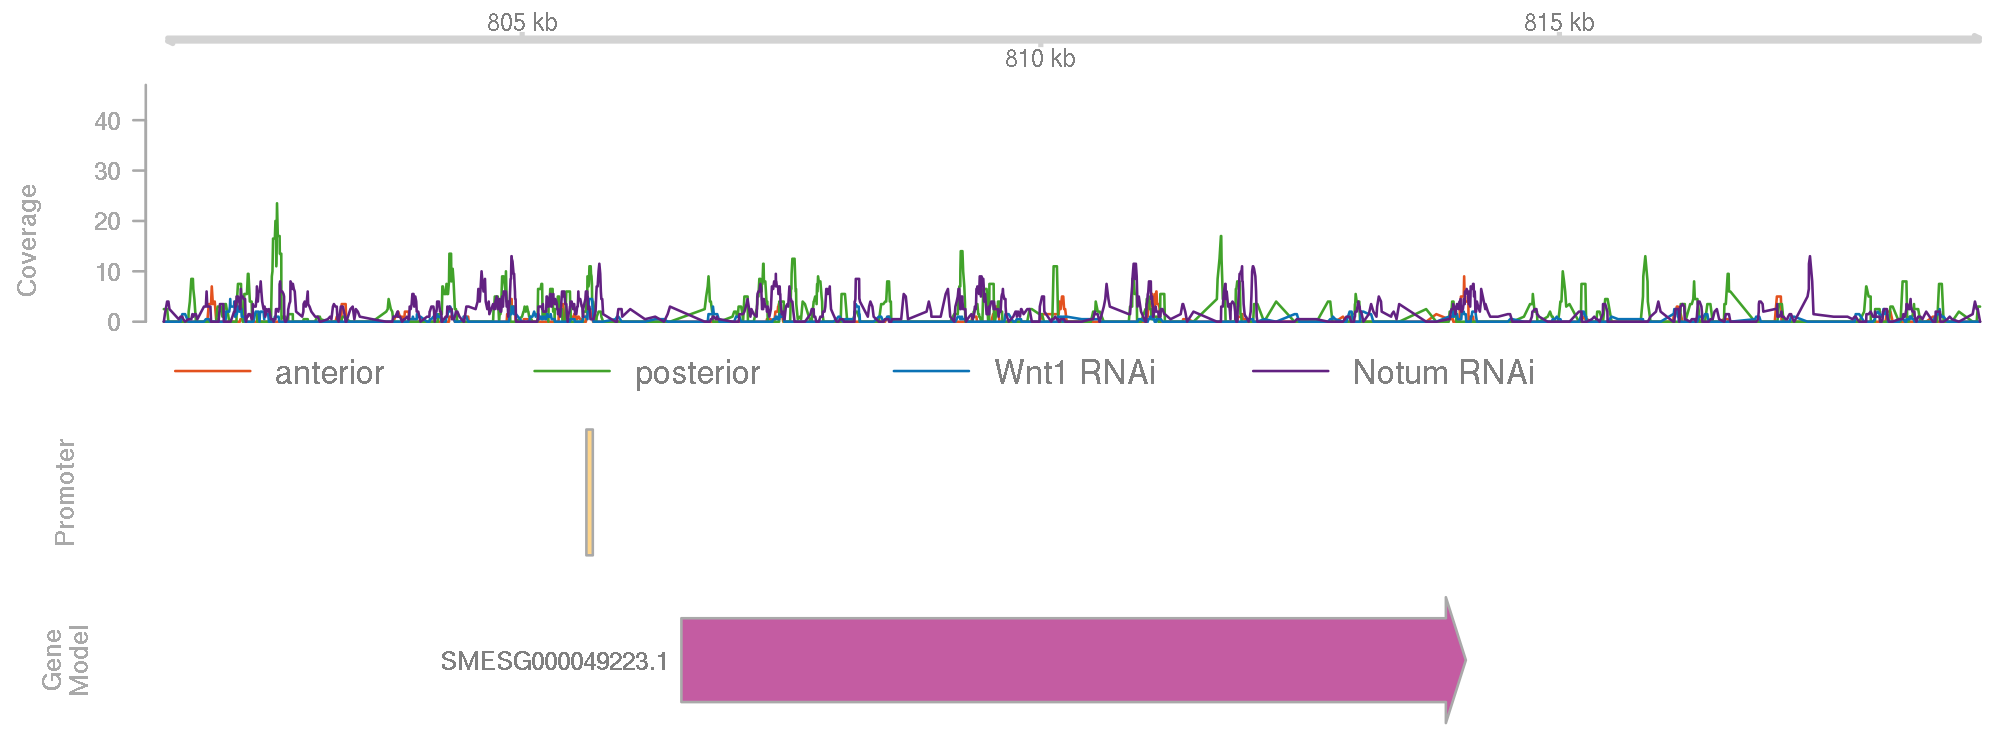 805 kb
815 kb
810 kb
Coverage
40
30
20
10
0
anterior posterior Wnt1 RNAi Notum RNAi
Promoter
Gene
Model
SMESG000049223.1